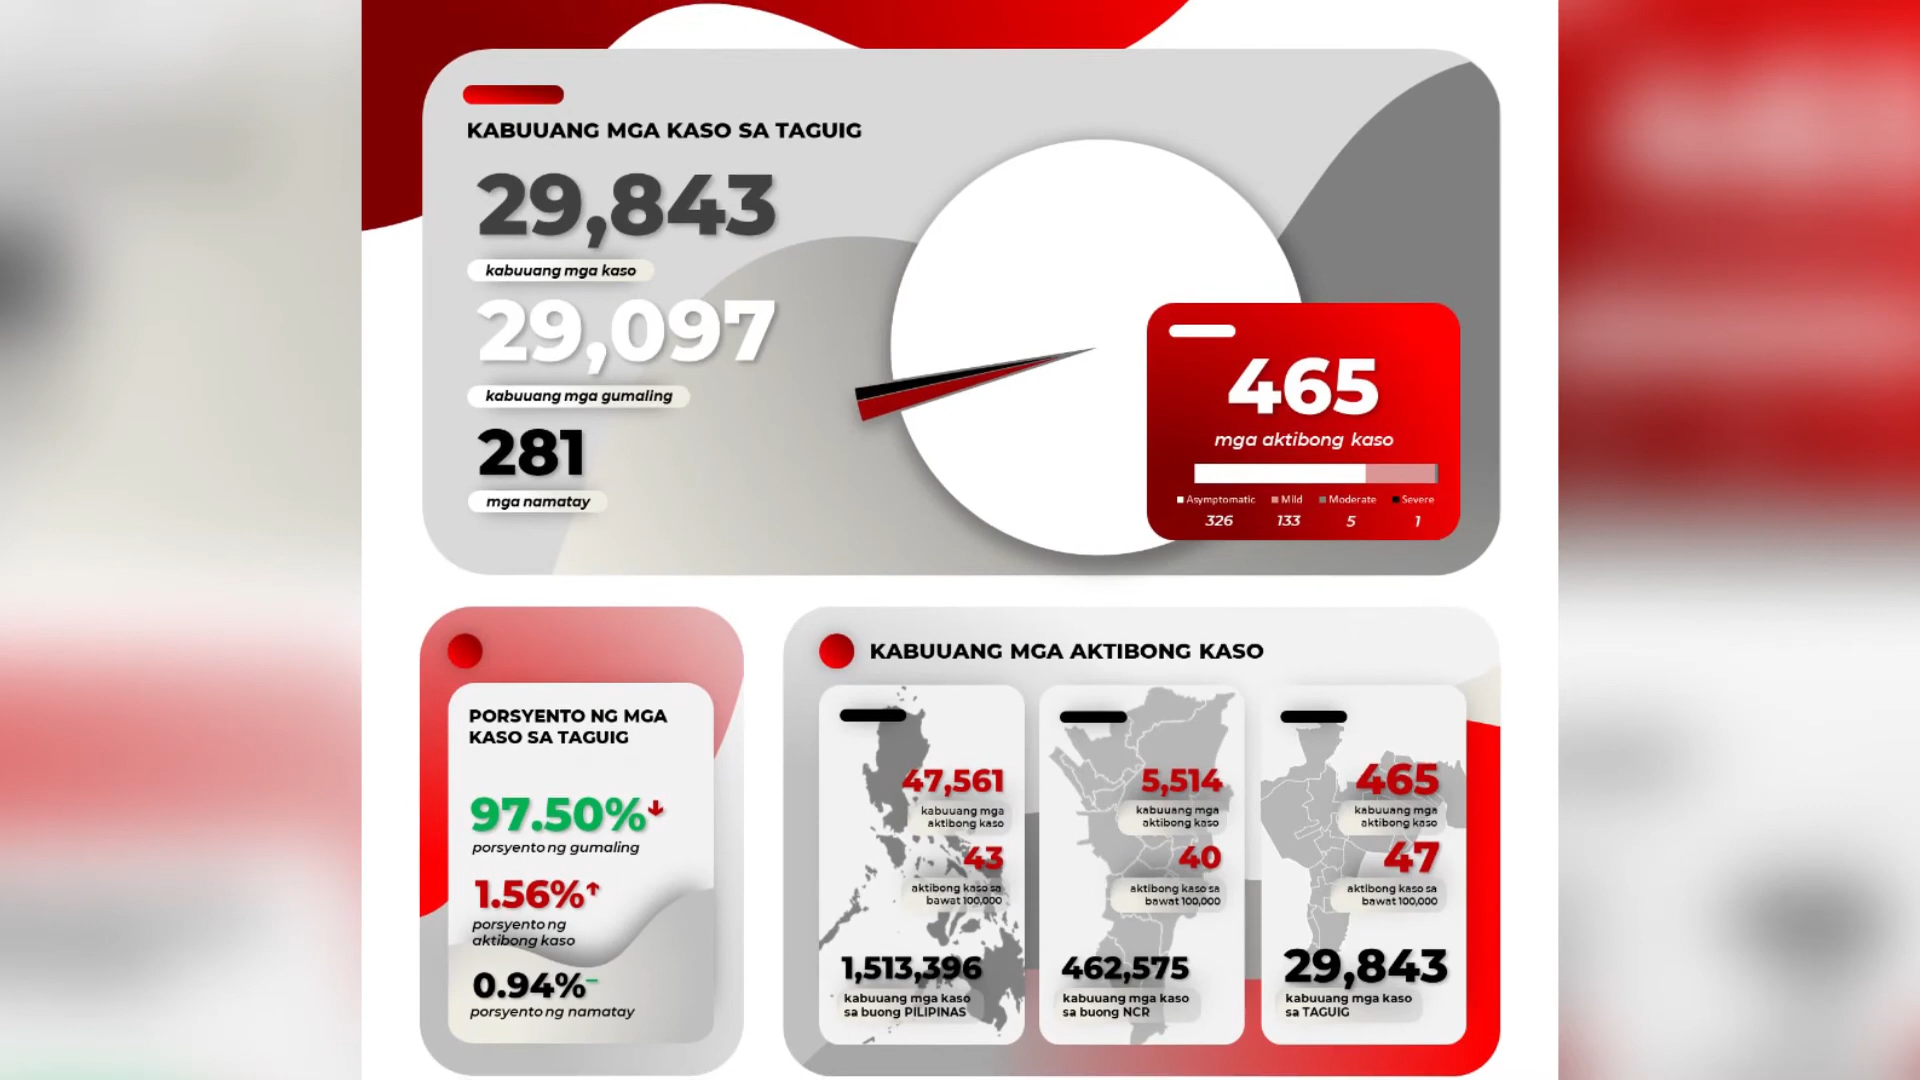 KABUUANG MGA KASO SA TAGUIG
29,843
kabuuang mga kaso
29,097
kabuuang mga gumaling
281
mga namatay
465
mga aktibong kaso
Asymptomatic Mild Moderate Severe
326 133 5 1
PORSYENTO NG MGA
KASO SA TAGUIG
97.50%
porsyento ng gumaling
1.56%
porsyento ng
aktibong kaso
0.94%
porsyento ng namatay
KABUUANG MGA AKTIBONG KASO
47,561
kabuuang mga
aktibong kaso
43
aktibong kaso sa
bawat 100,000
1,513,396
kabuuang mga kaso
sa buong PILIPINAS
5,514
kabuuang mga
aktibong kaso
40
aktibong kaso sa
bawat 100,000
462,575
kabuuang mga kaso
sa buong NCR
465
kabuuang mga
aktibong kaso
47
aktibong kaso sa
bawat 100,000
29,843
kabuuang mga kaso
sa TAGUIG